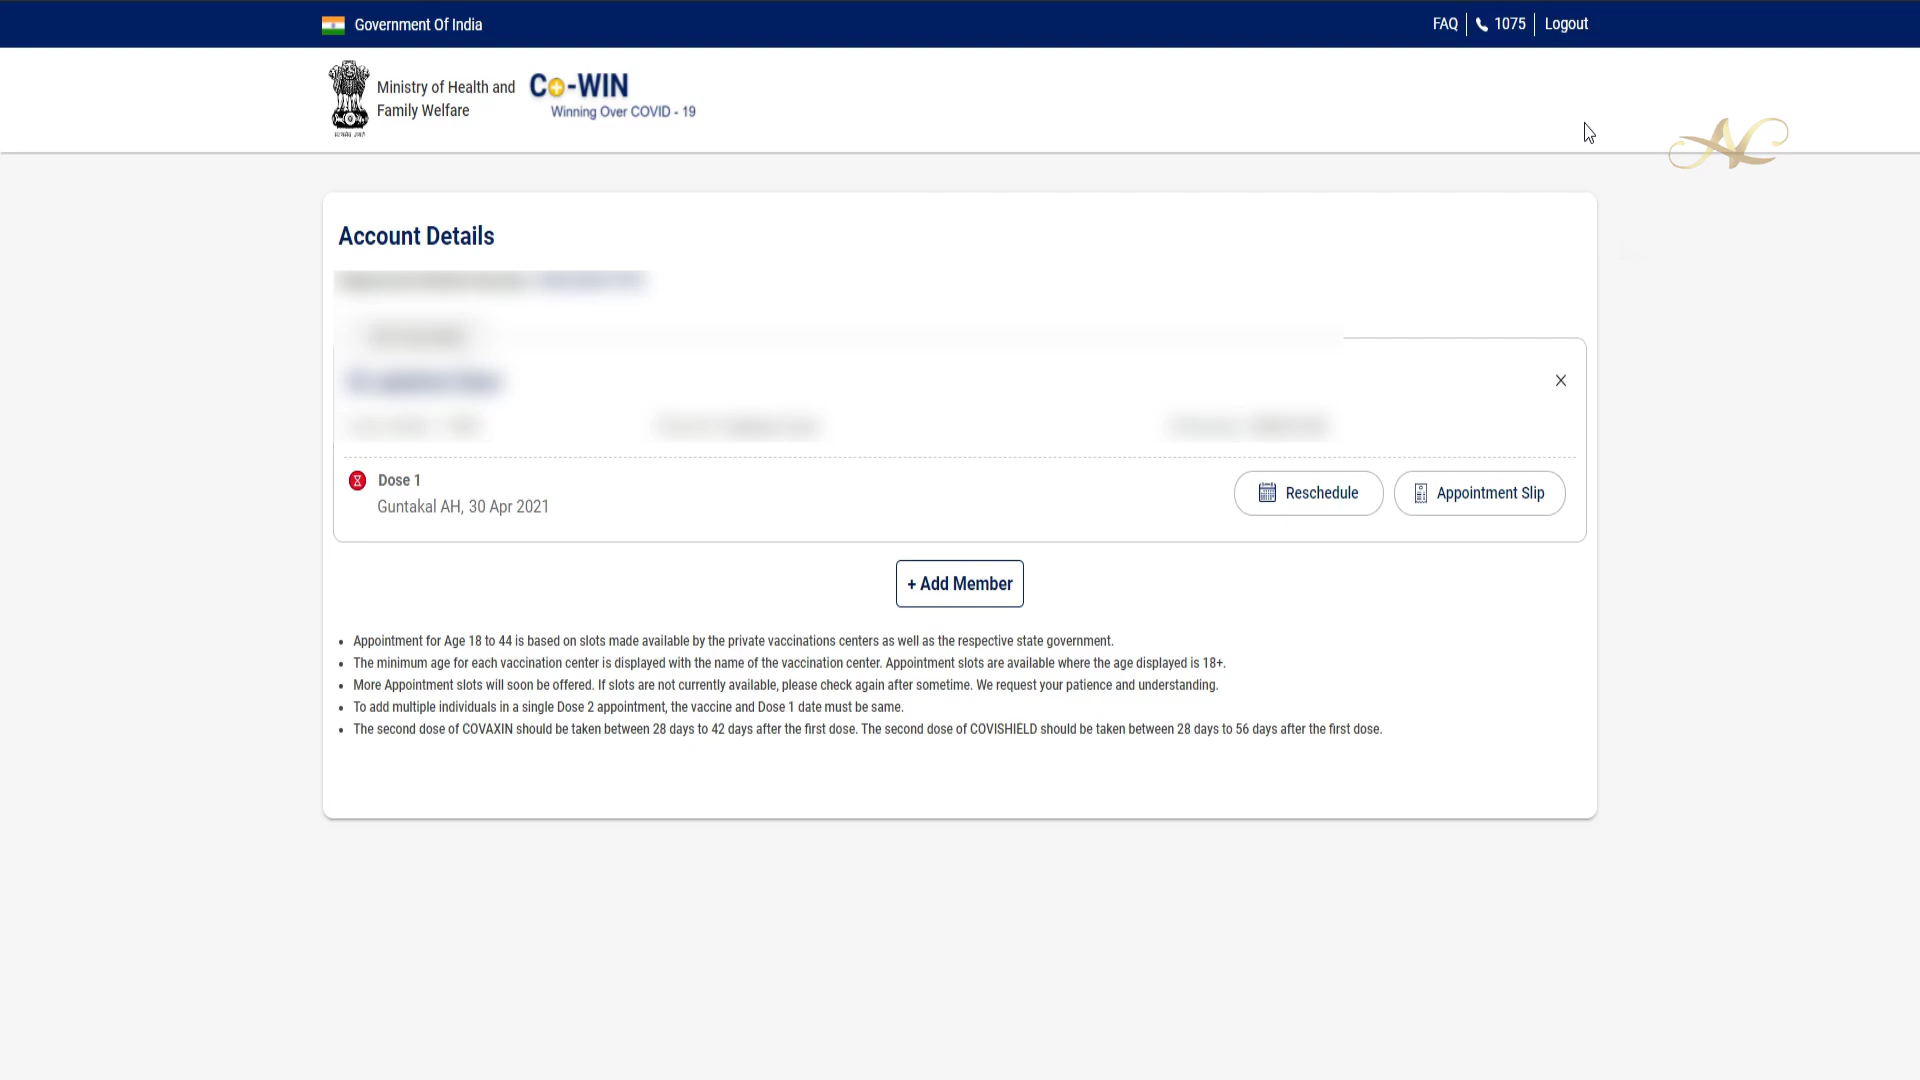 Government Of India
FAQ
1075
Logout
Ministry of Health and
Family Welfare
Co-WIN
Winning Over COVID - 19
Account Details
Dose 1
Guntakal AH, 30 Apr 2021
Reschedule
Appointment Slip
+ Add Member
Appointment for Age 18 to 44 is based on slots made available by the private vaccinations centers as well as the respective state government.
The minimum age for each vaccination center is displayed with the name of the vaccination center. Appointment slots are available where the age displayed is 18+.
More Appointment slots will soon be offered. If slots are not currently available, please check again after sometime. We request your patience and understanding.
To add multiple individuals in a single Dose 2 appointment, the vaccine and Dose 1 date must be same.
The second dose of COVAXIN should be taken between 28 days to 42 days after the first dose. The second dose of COVISHIELD should be taken between 28 days to 56 days after the first dose.